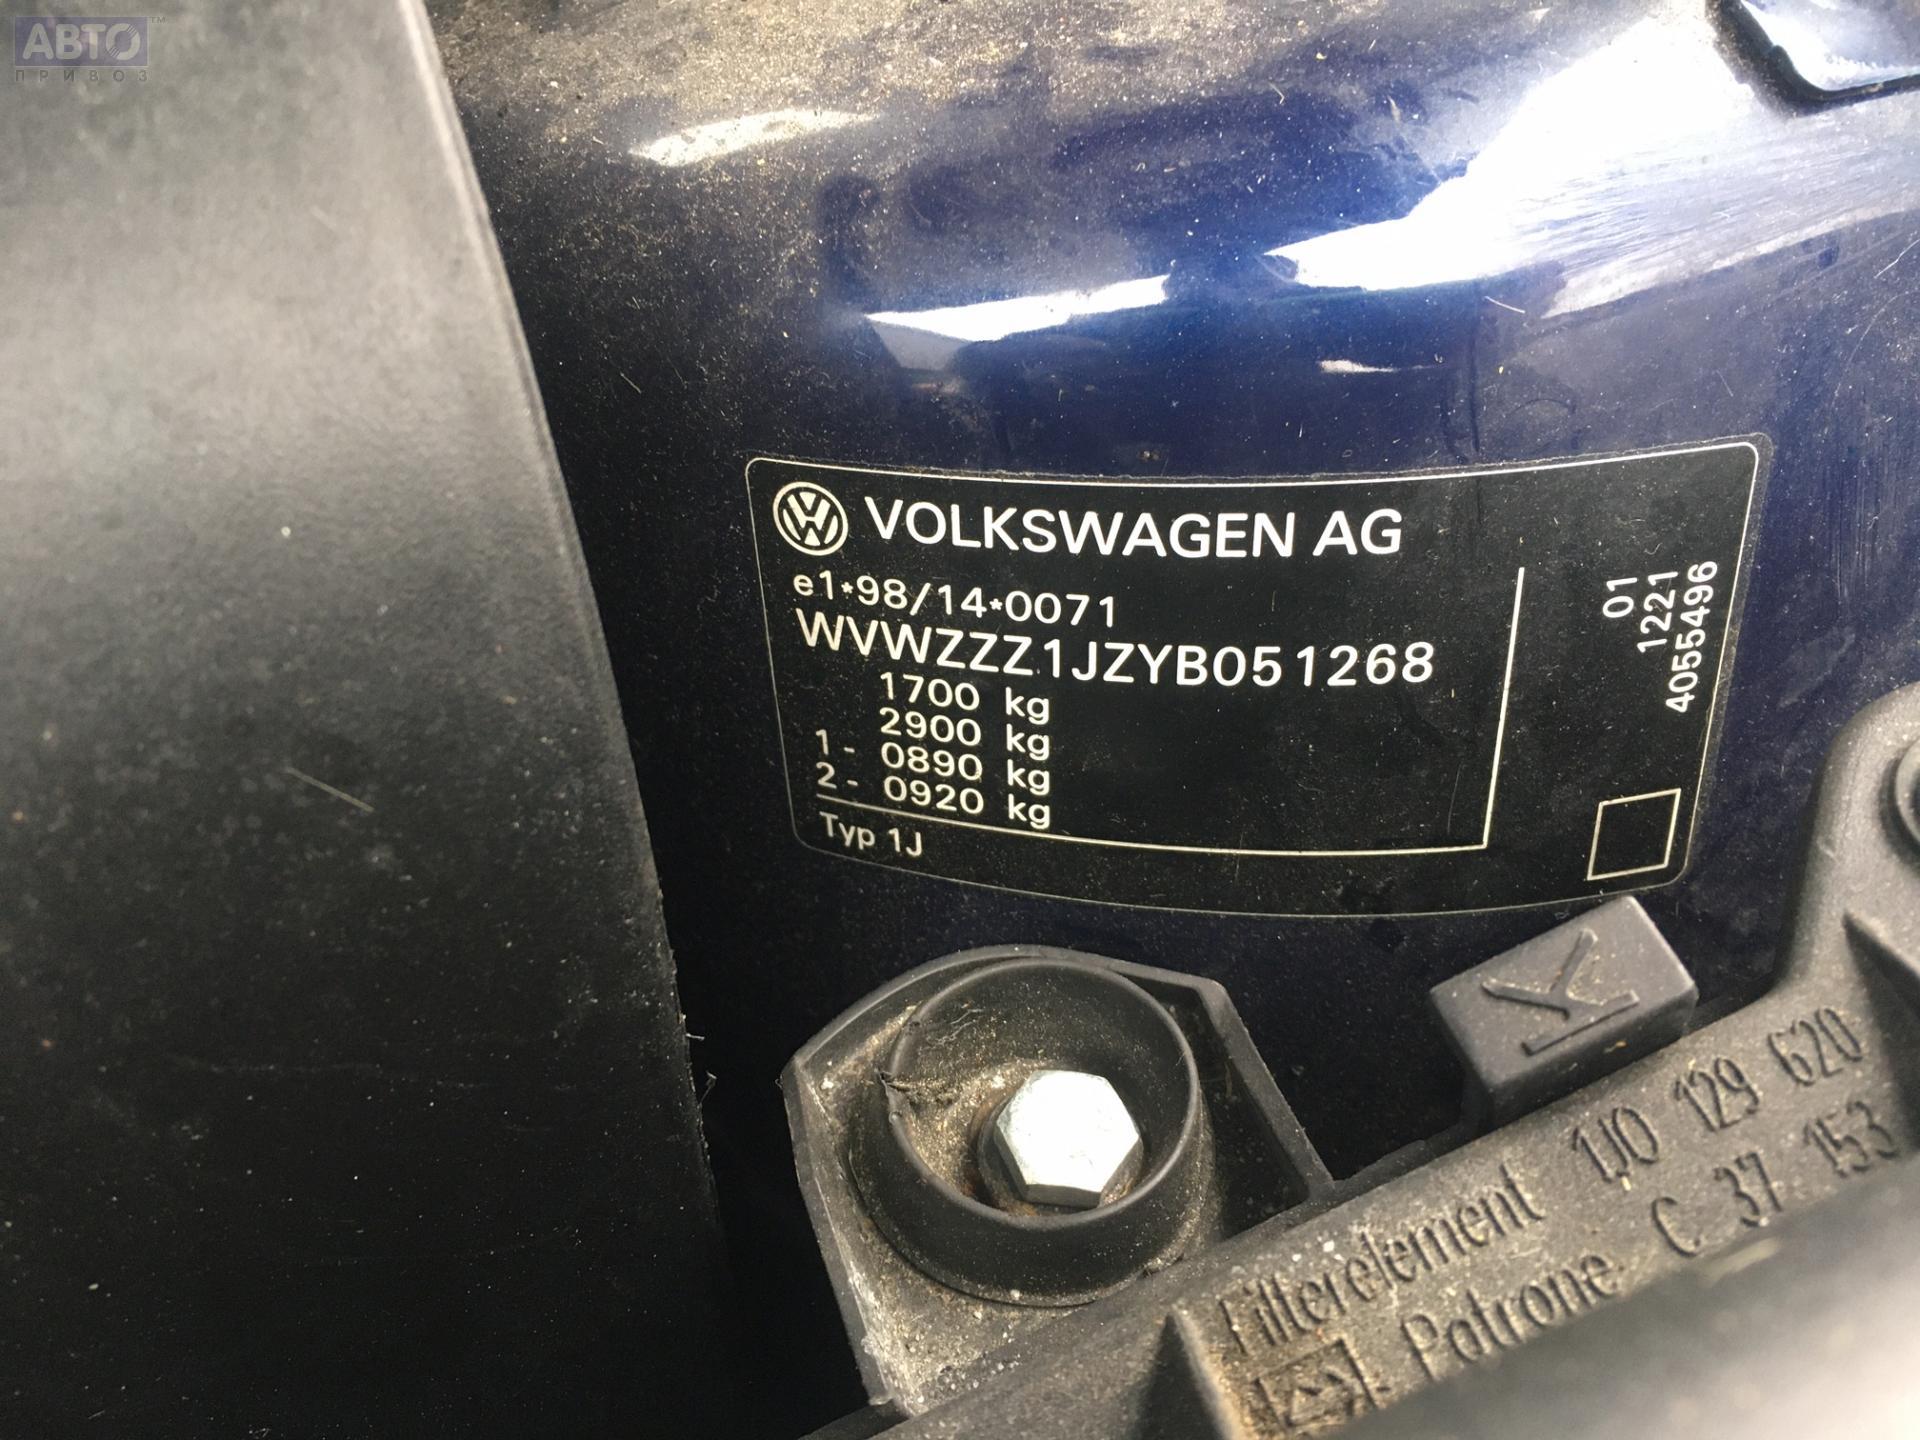 АВТО™
ПРИВОЗ
VOLKSWAGEN AG
e1*98/14*0071
WVWZZZ1JZYB051268
1700 kg
2900 kg
1- 0890 kg
2- 0920 kg
Typ 1J
01
1221
4055496
K
Filterelement 1J0 129 620
Patrone C 37 153